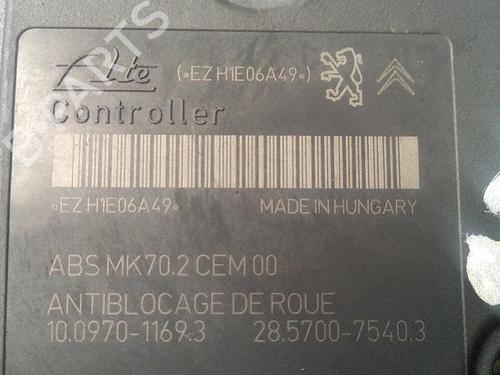 Ate (•EZ H1E06A49•)
Controller
•EZ H1E06A49• MADE IN HUNGARY
ABS MK70.2 CEM 00
ANTIBLOCAGE DE ROUE
10.0970-1169.3 28.5700-7540.3